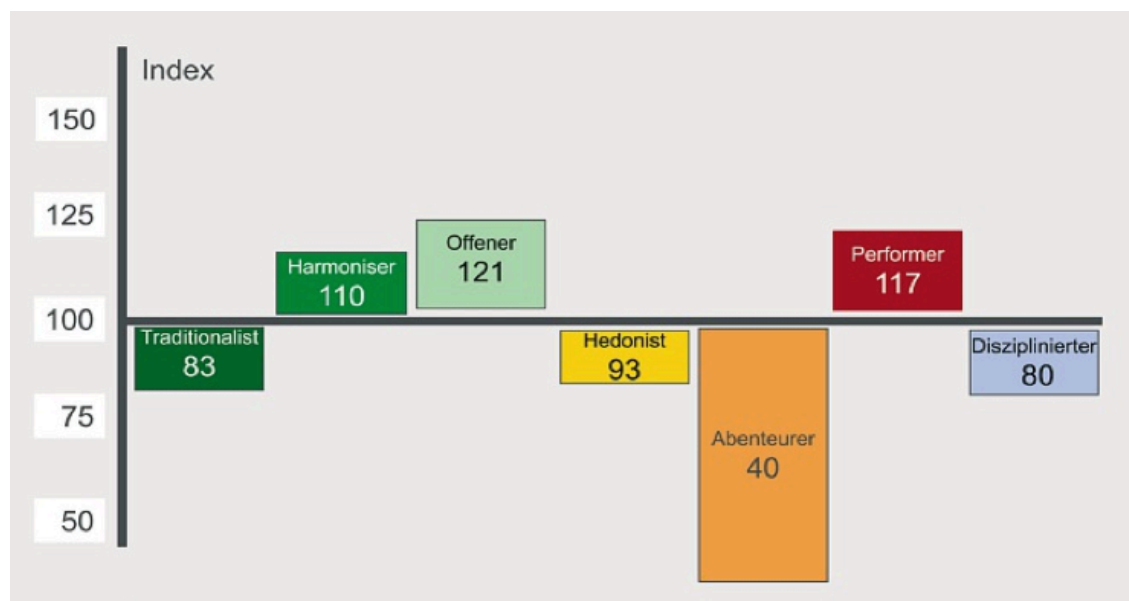 Index
150
125
100
75
50
Traditionalist
83
Harmoniser
110
Offener
121
Hedonist
93
Abenteurer
40
Performer
117
Disziplinierter
80